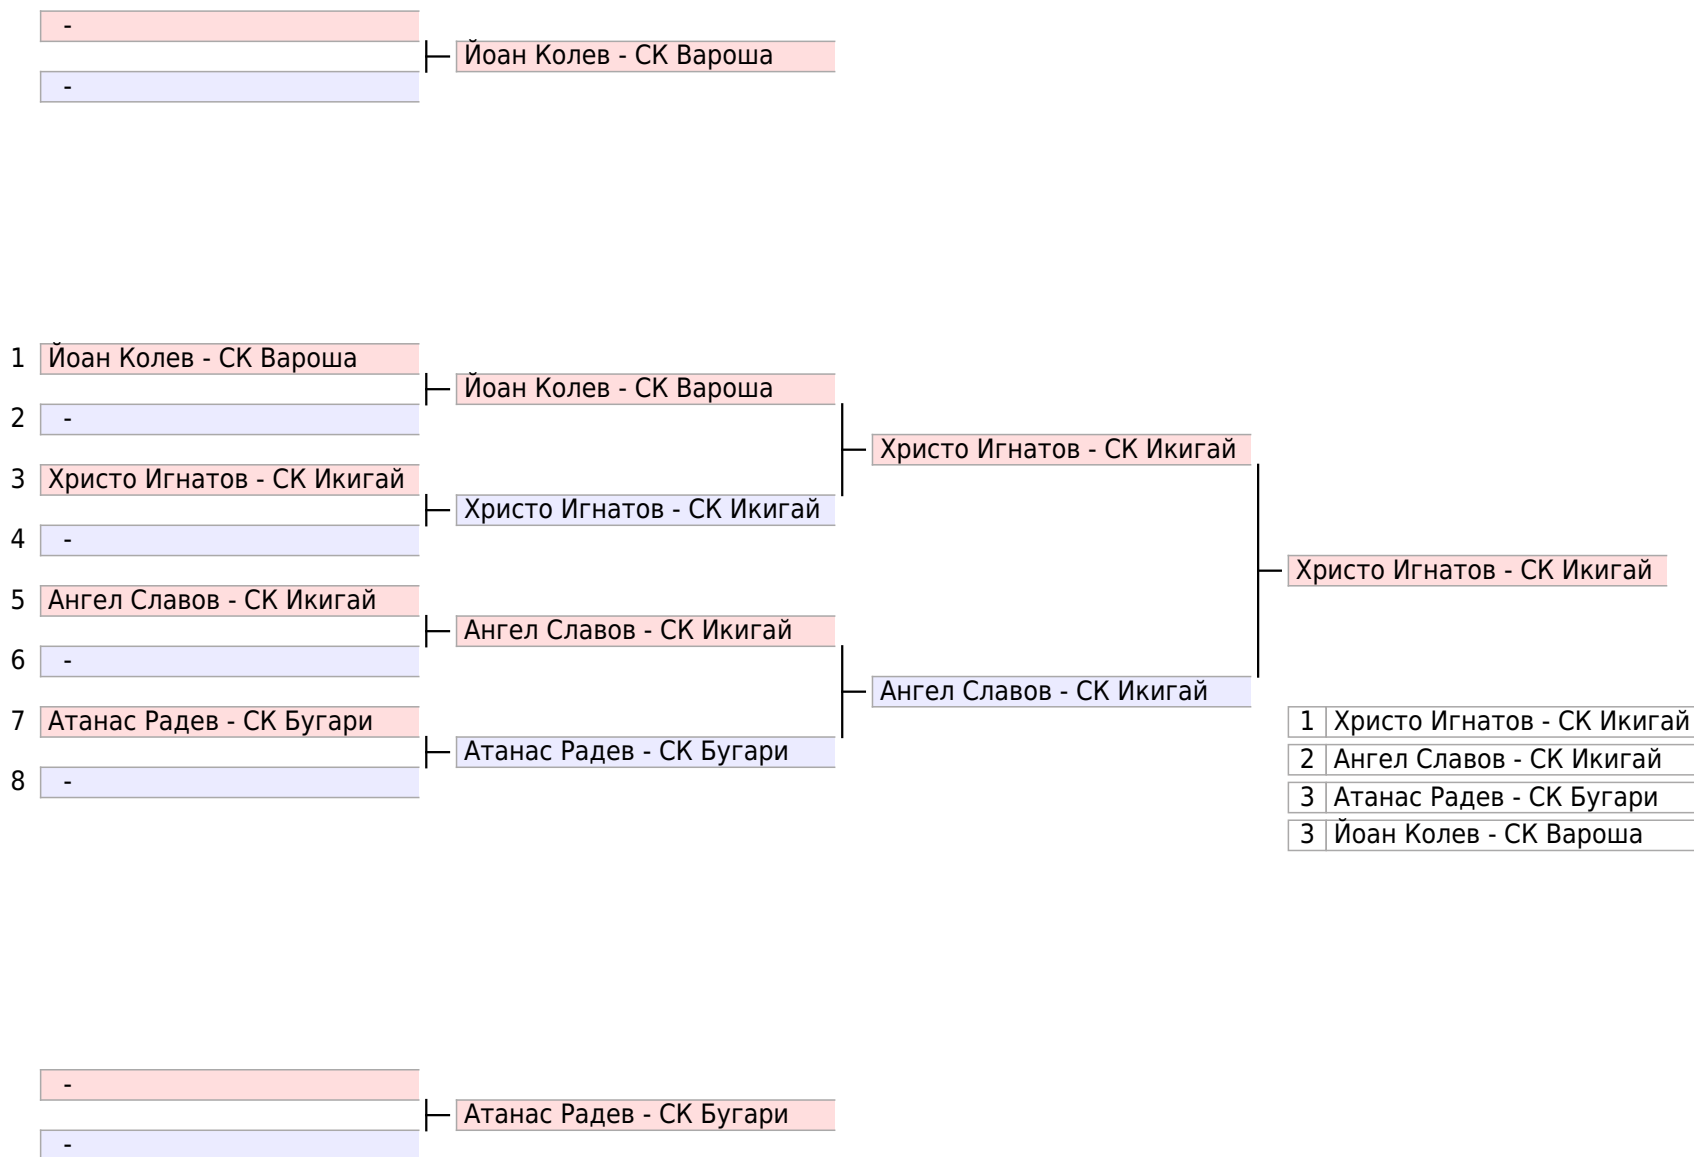 -
Йоан Колев - СК Вароша
-
1 Йоан Колев - СК Вароша
Йоан Колев - СК Вароша
2 -
Христо Игнатов - СК Икигай
3 Христо Игнатов - СК Икигай
Христо Игнатов - СК Икигай
4 -
Христо Игнатов - СК Икигай
5 Ангел Славов - СК Икигай
Ангел Славов - СК Икигай
6 -
Ангел Славов - СК Икигай
7 Атанас Радев - СК Бугари
Атанас Радев - СК Бугари
8 -
1 Христо Игнатов - СК Икигай
2 Ангел Славов - СК Икигай
3 Атанас Радев - СК Бугари
3 Йоан Колев - СК Вароша
-
Атанас Радев - СК Бугари
-